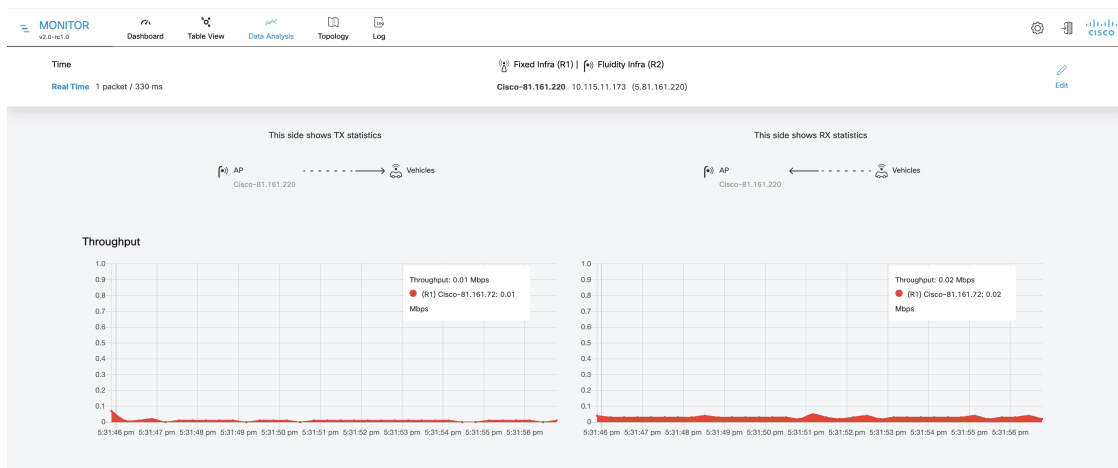 MONITOR
v2.0-rc1.0
Dashboard
Table View
Data Analysis
Topology
Log
Log
CISCO
Time
Real Time 1 packet / 330 ms
Fixed Infra (R1) | Fluidity Infra (R2)
Cisco-81.161.220 10.115.11.173 (5.81.161.220)
Edit
This side shows TX statistics
AP
Cisco-81.161.220
Vehicles
This side shows RX statistics
AP
Cisco-81.161.220
Vehicles
Throughput
1.0
0.9
0.8
0.7
0.6
0.5
0.4
0.3
0.2
0.1
0
Throughput: 0.01 Mbps
(R1) Cisco-81.161.72: 0.01
Mbps
5:31:46 pm 5:31:47 pm 5:31:48 pm 5:31:49 pm 5:31:50 pm 5:31:51 pm 5:31:52 pm 5:31:53 pm 5:31:54 pm 5:31:55 pm 5:31:56 pm
1.0
0.9
0.8
0.7
0.6
0.5
0.4
0.3
0.2
0.1
0
Throughput: 0.02 Mbps
(R1) Cisco-81.161.72: 0.02
Mbps
5:31:46 pm 5:31:47 pm 5:31:48 pm 5:31:49 pm 5:31:50 pm 5:31:51 pm 5:31:52 pm 5:31:53 pm 5:31:54 pm 5:31:55 pm 5:31:56 pm